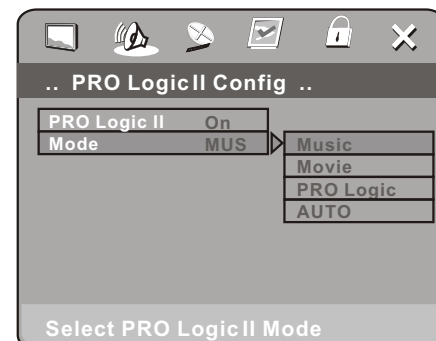 .. PRO Logic II Config ..
PRO Logic II On
Mode MUS Music
Movie
PRO Logic
AUTO
Select PRO Logic II Mode